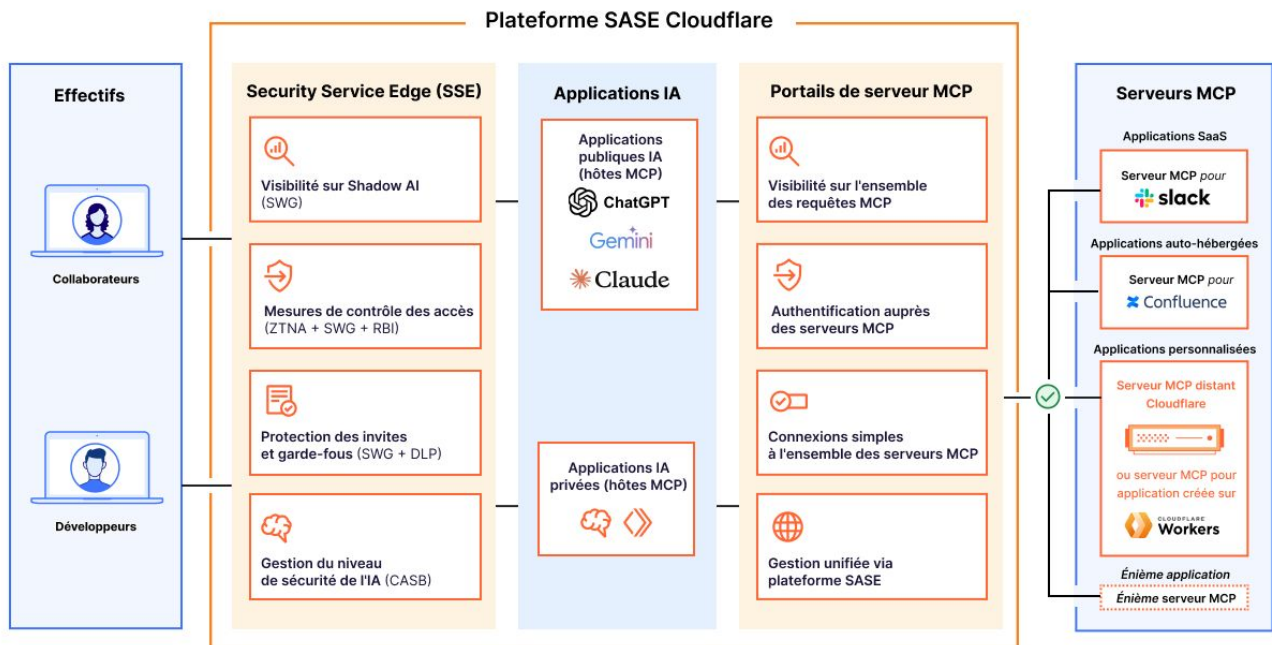 Plateforme SASE Cloudflare
Effectifs
Collaborateurs
Développeurs
Security Service Edge (SSE)
Visibilité sur Shadow AI
(SWG)
Mesures de contrôle des accès
(ZTNA + SWG + RBI)
Protection des invites
et garde-fous (SWG + DLP)
Gestion du niveau
de sécurité de l'IA (CASB)
Applications IA
Applications
publiques IA
(hôtes MCP)
ChatGPT
Gemini
Claude
Applications IA
privées (hôtes MCP)
Portails de serveur MCP
Visibilité sur l'ensemble
des requêtes MCP
Authentification auprès
des serveurs MCP
Connexions simples
à l'ensemble des serveurs MCP
Gestion unifiée via
plateforme SASE
Serveurs MCP
Applications SaaS
Serveur MCP pour
slack
Applications auto-hébergées
Serveur MCP pour
Confluence
Applications personnalisées
Serveur MCP distant
Cloudflare
ou serveur MCP pour
application créée sur
CLOUDFLARE
Workers
Énième application
Énième serveur MCP